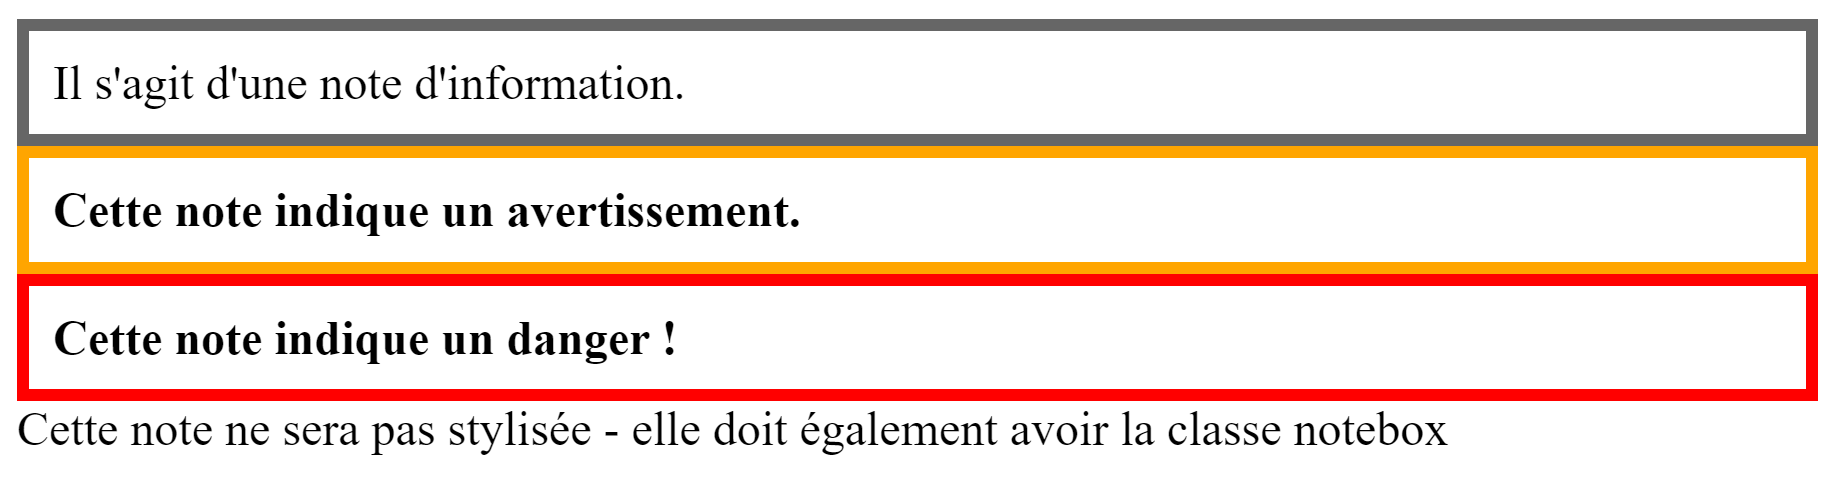 Il s'agit d'une note d'information.
Cette note indique un avertissement.
Cette note indique un danger !
Cette note ne sera pas stylisée - elle doit également avoir la classe notebox